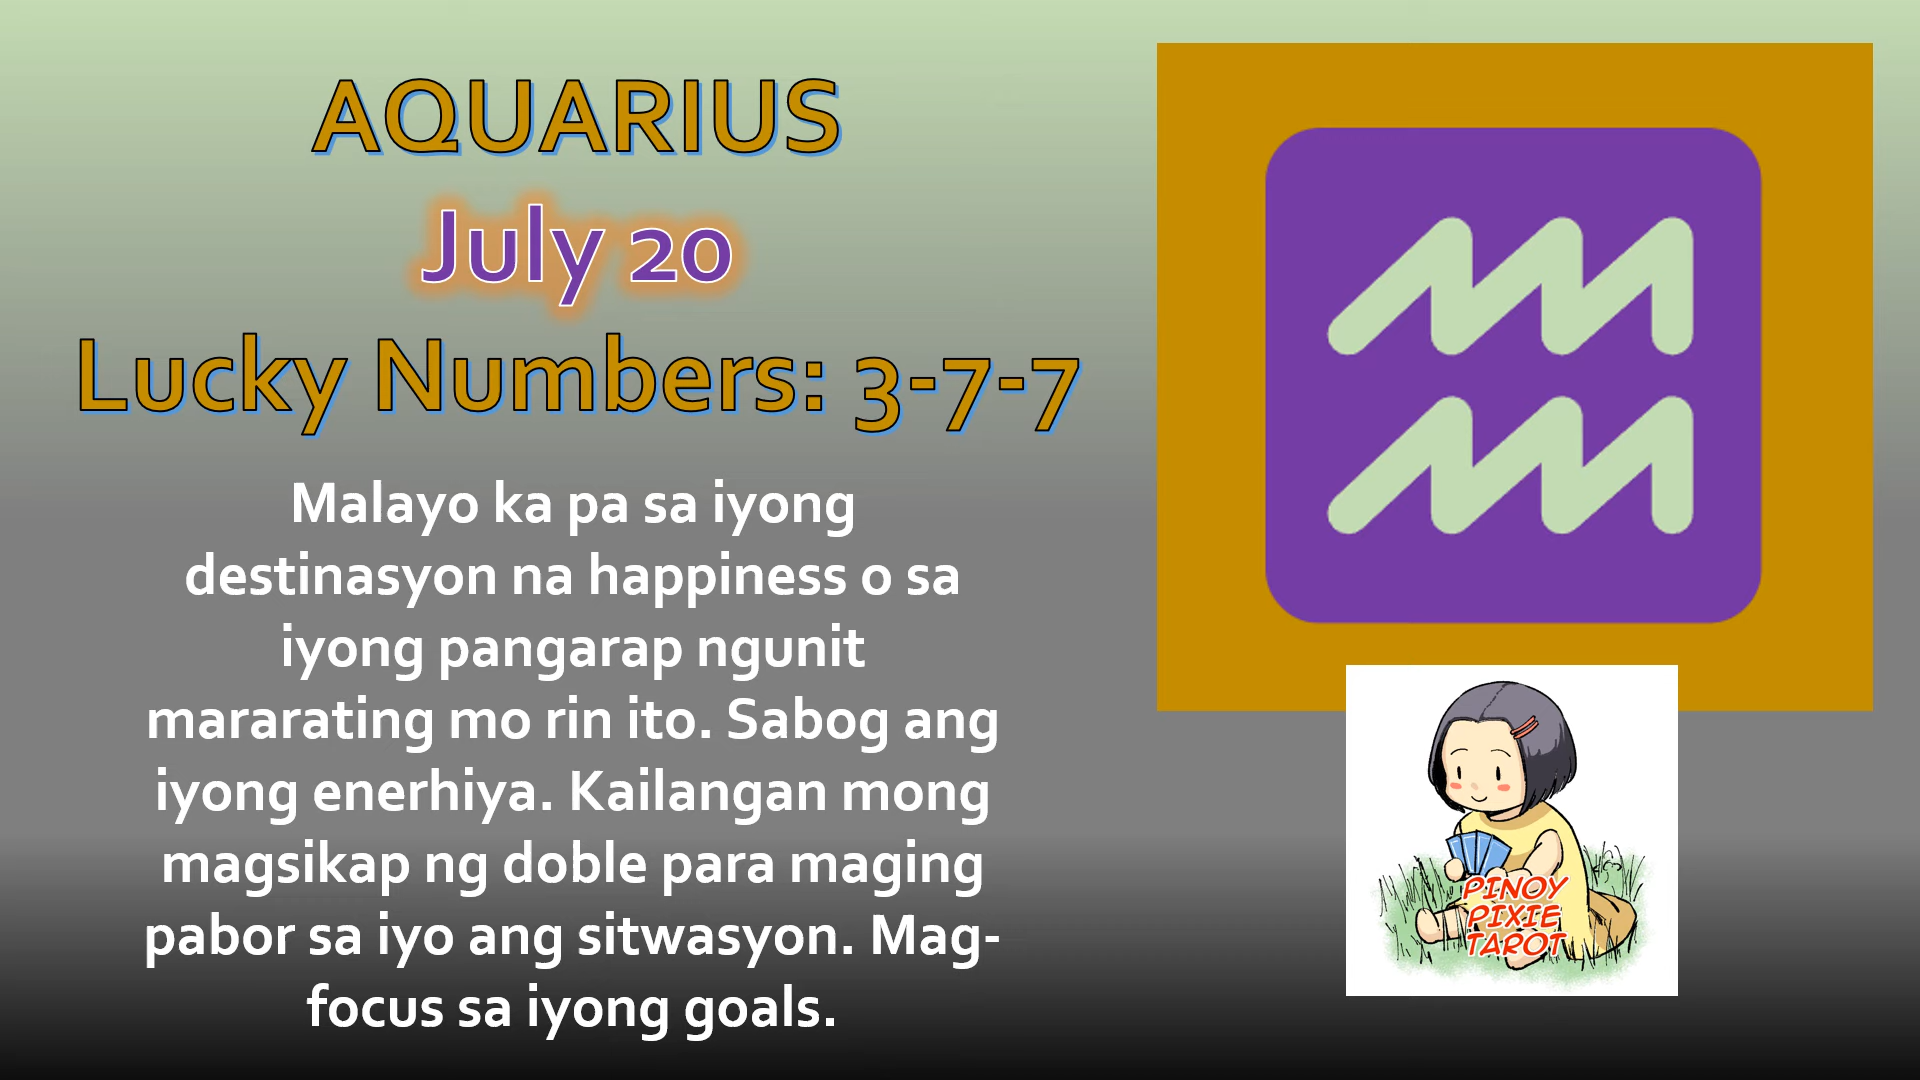 AQUARIUS
July 20
Lucky Numbers: 3-7-7
Malayo ka pa sa iyong
destinasyon na happiness o sa
iyong pangarap ngunit
mararating mo rin ito. Sabog ang
iyong enerhiya. Kailangan mong
magsikap ng doble para maging
pabor sa iyo ang sitwasyon. Mag-
focus sa iyong goals.
PINOY
PIXIE
TAROT